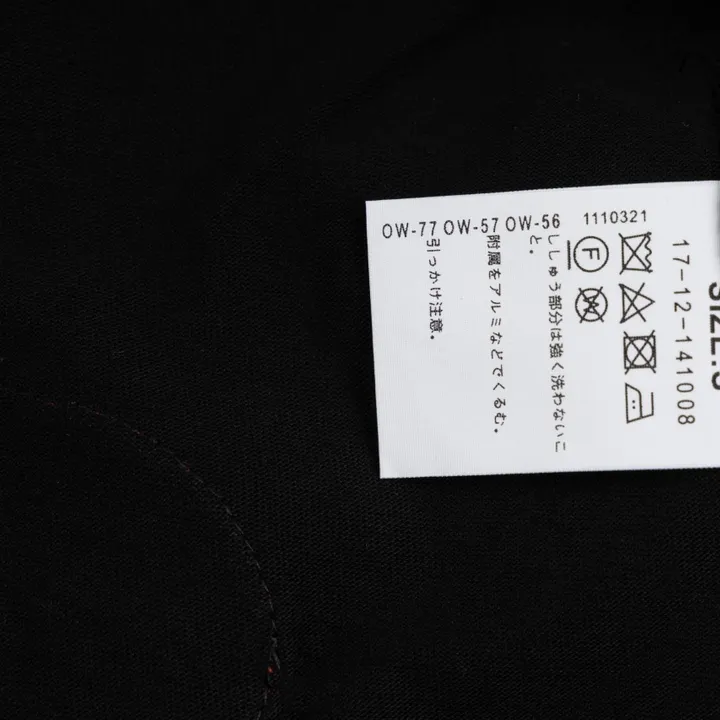 SIZE:S
17-12-141008
1110321
OW-56
ししゅう部分は強く洗わないこ
と。
OW-57
附属をアルミなどでくるむ。
OW-77
引っかけ注意。
F
W